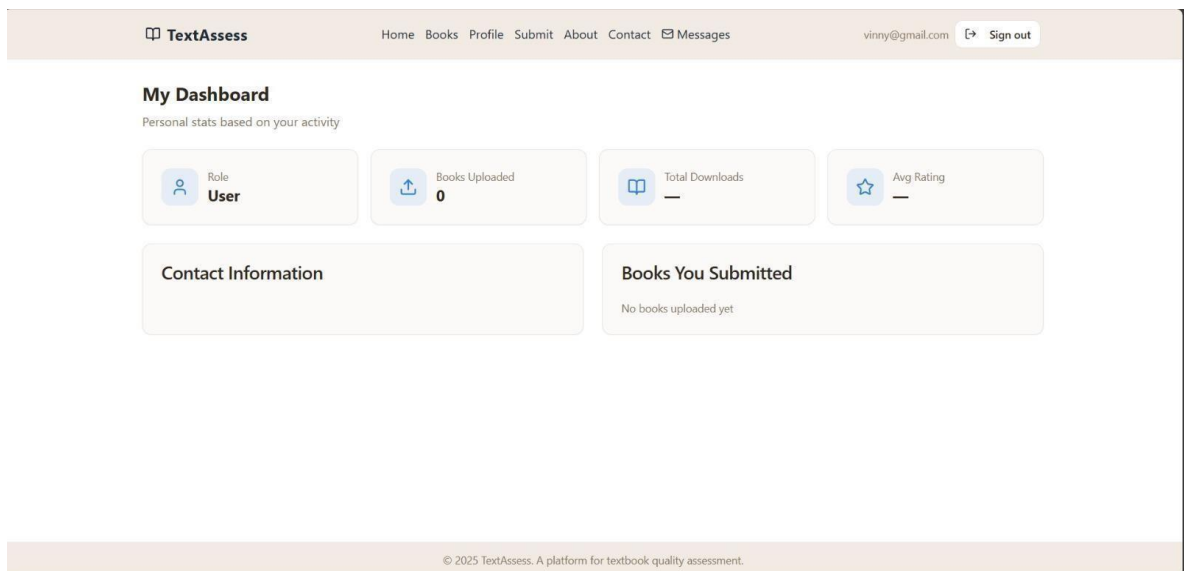 TextAssess Home Books Profile Submit About Contact Messages vinny@gmail.com Sign out
My Dashboard
Personal stats based on your activity
Role
User
Books Uploaded
0
Total Downloads
—
Avg Rating
—
Contact Information
Books You Submitted
No books uploaded yet
© 2025 TextAssess. A platform for textbook quality assessment.